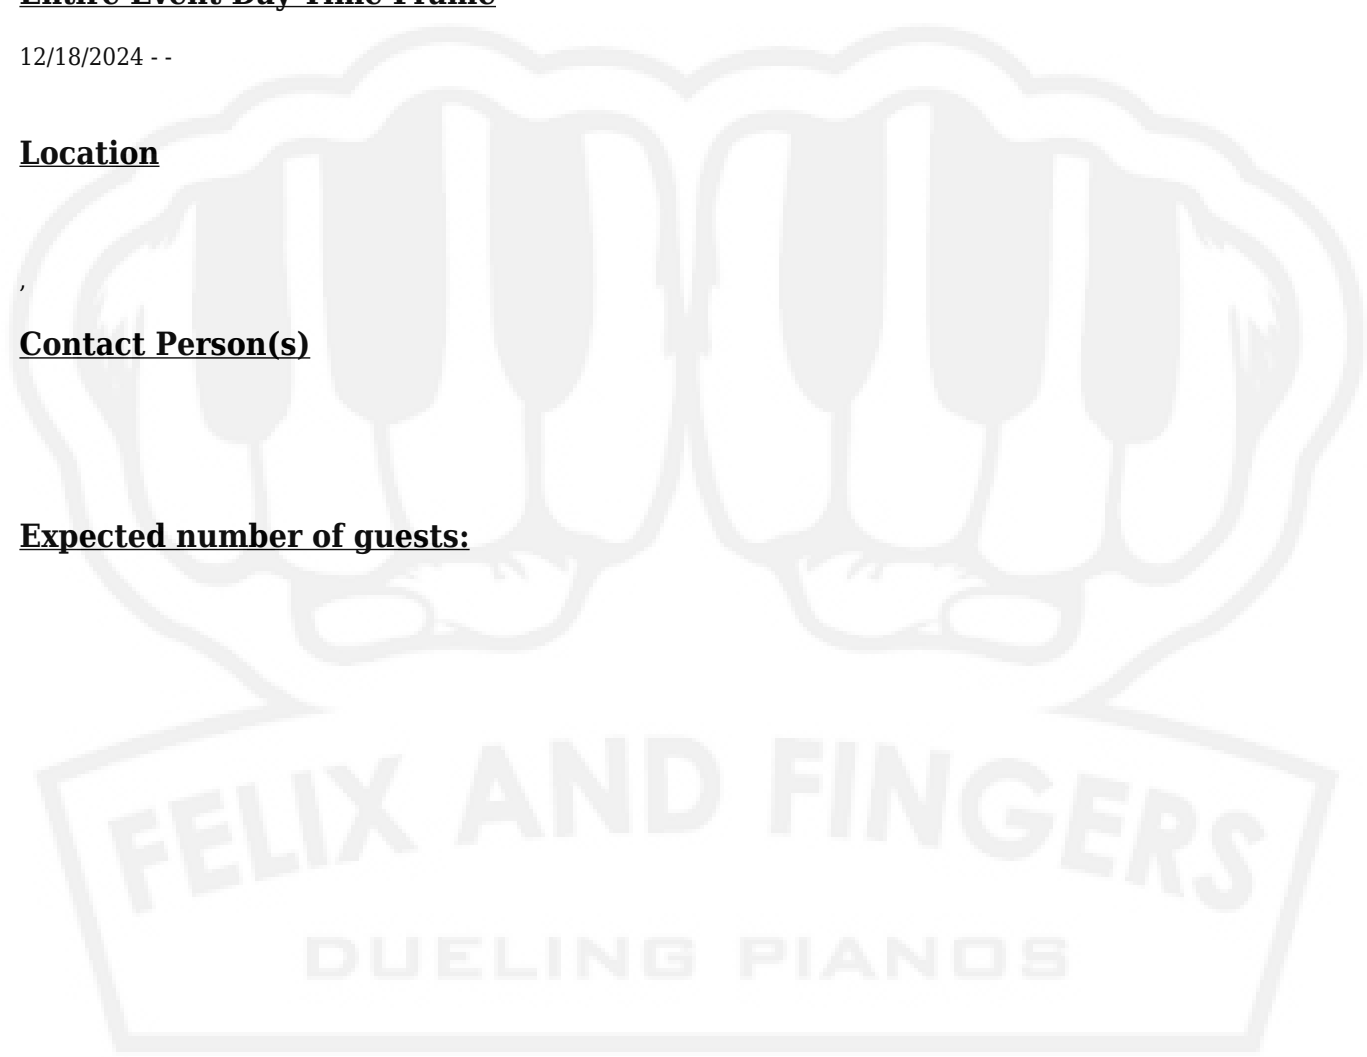 Entire Event Day Time Frame
12/18/2024 - -
Location
,
Contact Person(s)
Expected number of guests:
FELIX AND FINGERS
DUELING PIANOS